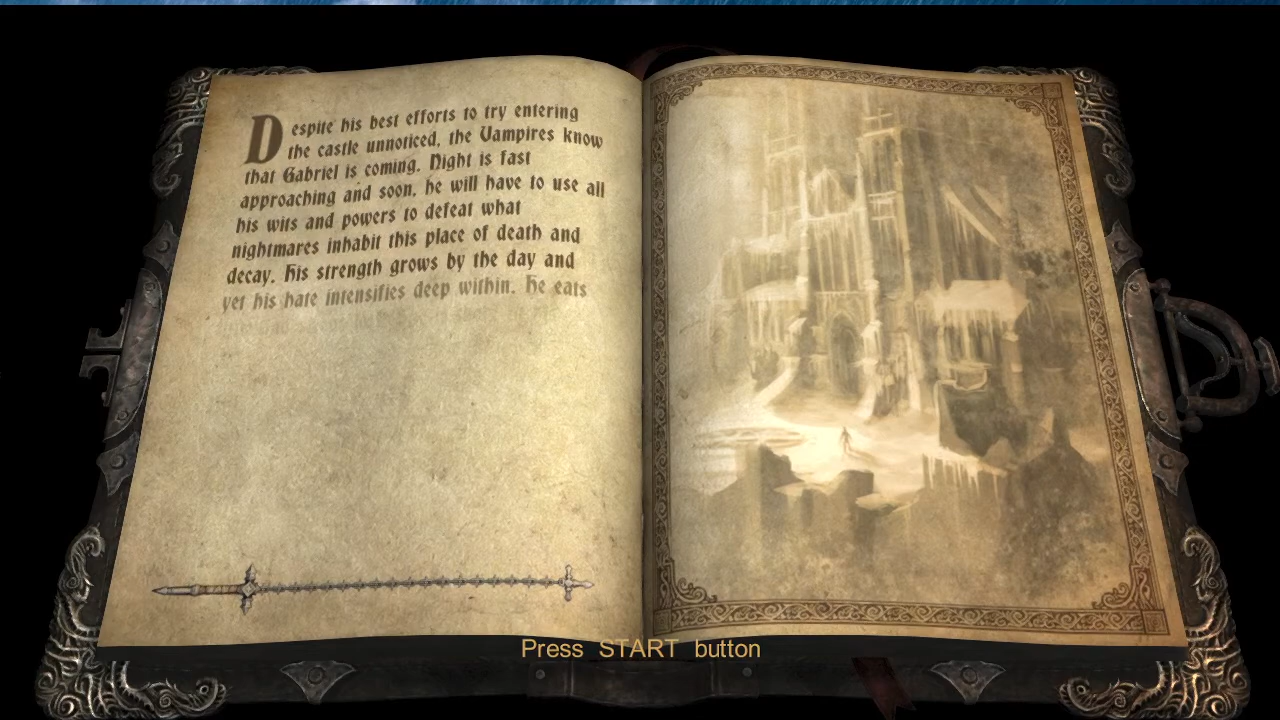 Despite his best efforts to try entering
the castle unnoticed, the Vampires know
that Gabriel is coming. Night is fast
approaching and soon, he will have to use all
his wits and powers to defeat what
nightmares inhabit this place of death and
decay. His strength grows by the day and
yet his hate intensifies deep within. He eats
Press START button